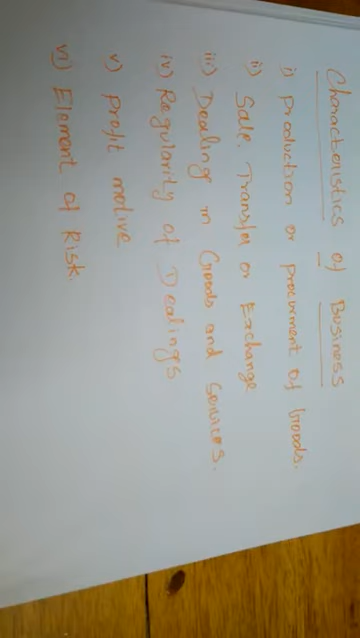 Characteristics of Business
i) Production or procurment of Goods.
ii) Sale, Transfer or Exchange
iii) Dealing in Goods and Services.
iv) Regularity of Dealings
v) Profit motive
vi) Element of Risk.